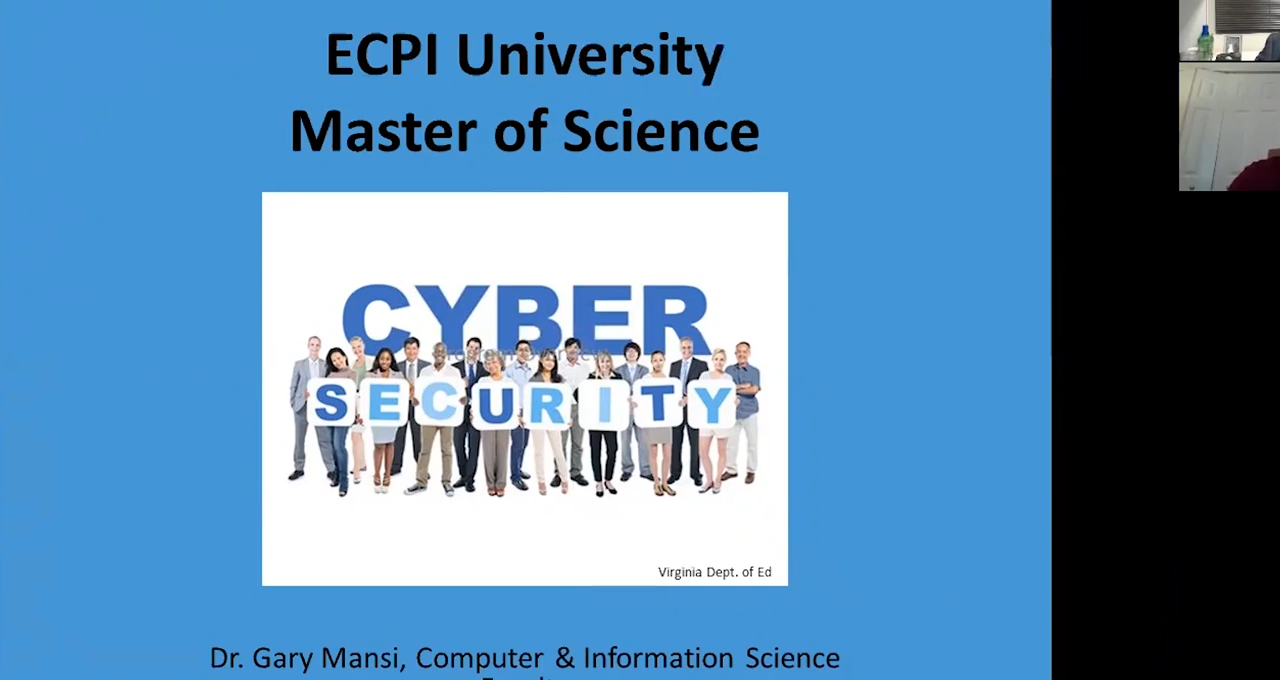 ECPI University
Master of Science
CYBER
SECURITY
Virginia Dept. of Ed
Dr. Gary Mansi, Computer & Information Science